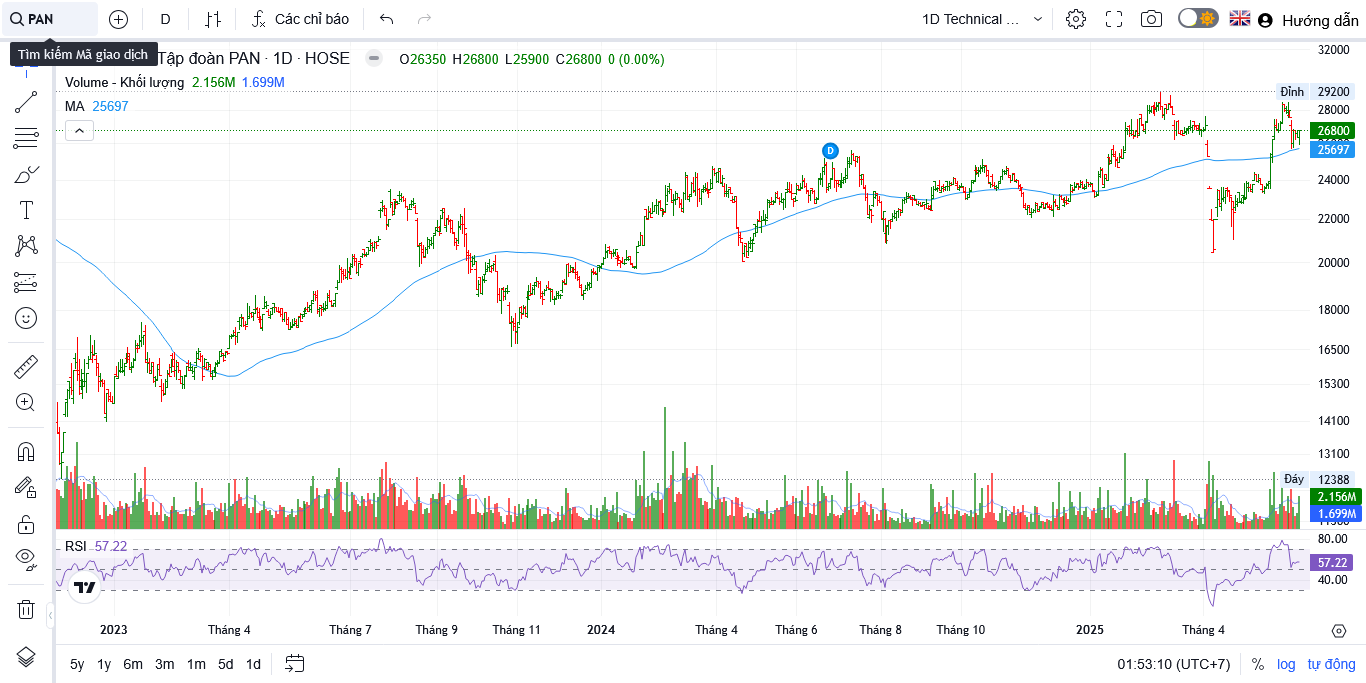 PAN
D
Các chỉ báo
1D Technical ...
Hướng dẫn
Tìm kiếm Mã giao dịch
Tập đoàn PAN · 1D · HOSE
O26350 H26800 L25900 C26800 0 (0.00%)
Volume - Khối lượng 2.156M 1.699M
MA 25697
D
32000
Đỉnh 29200
28000
26800
25697
24000
22000
20000
18000
16500
15300
14100
13100
Đáy 12388
2.156M
1.699M
RSI 57.22
80.00
57.22
40.00
2023 Tháng 4 Tháng 7 Tháng 9 Tháng 11 2024 Tháng 4 Tháng 6 Tháng 8 Tháng 10 2025 Tháng 4
5y 1y 6m 3m 1m 5d 1d
01:53:10 (UTC+7) % log tự động